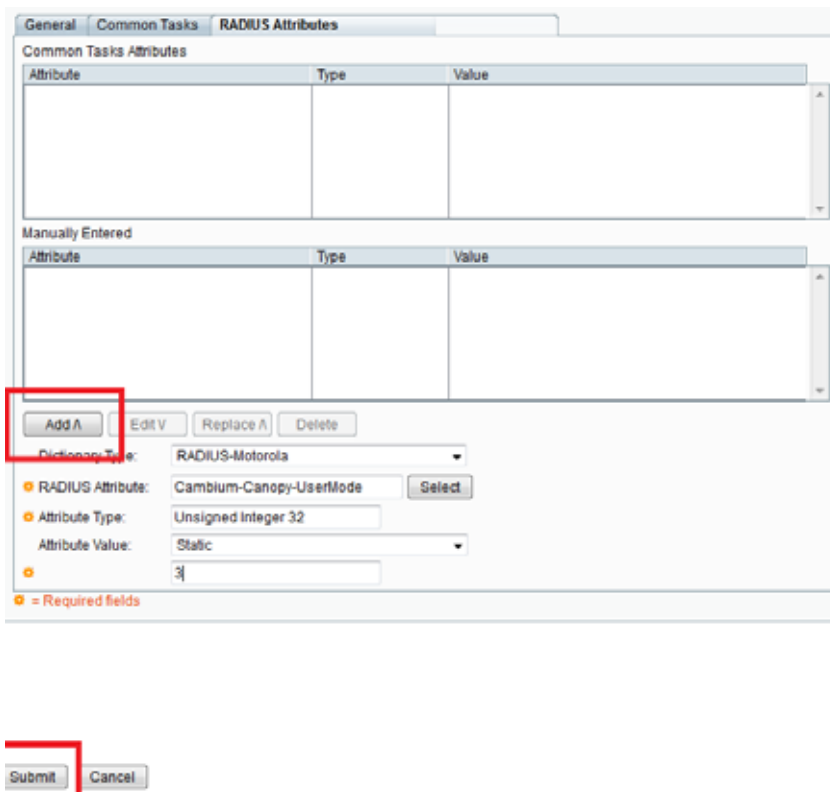 General Common Tasks RADIUS Attributes
Common Tasks Attributes
Attribute Type Value
Manually Entered
Attribute Type Value
Add Λ Edit V Replace Λ Delete
Dictionary Type: RADIUS-Motorola
RADIUS Attribute: Cambium-Canopy-UserMode Select
Attribute Type: Unsigned Integer 32
Attribute Value: Static
3
= Required fields
Submit Cancel